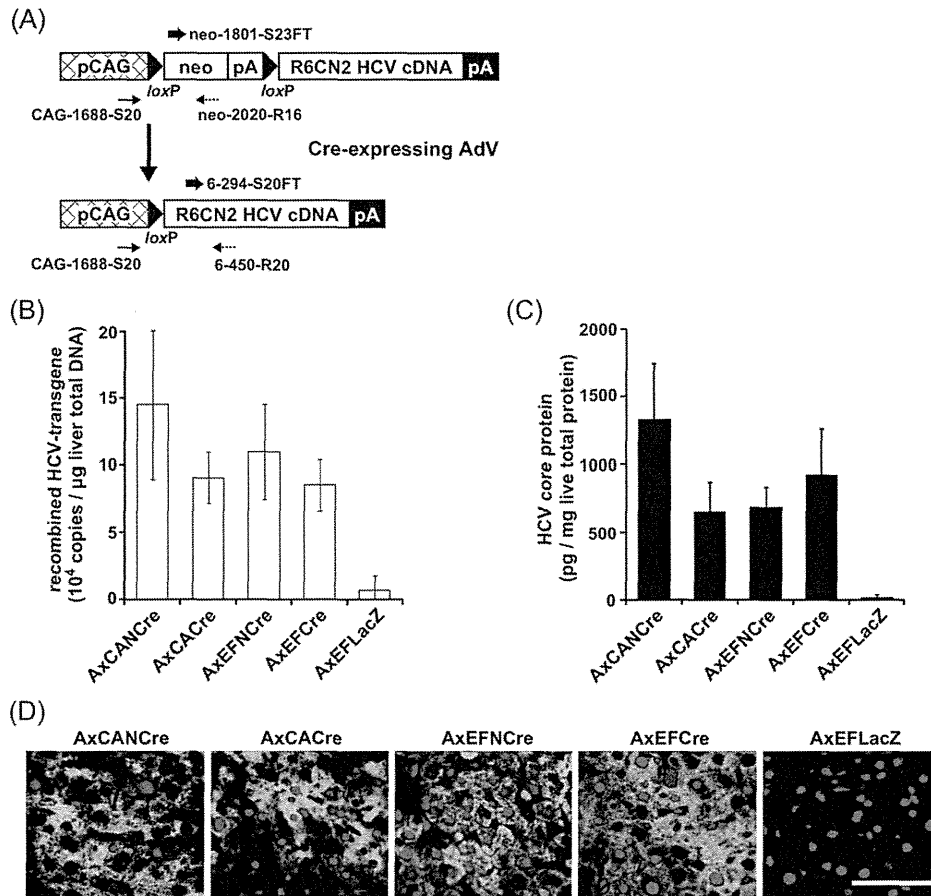 (A)
neo-1801-S23FT
pCAG neo pA R6CN2 HCV cDNA pA
loxP loxP
CAG-1688-S20 neo-2020-R16
Cre-expressing AdV
6-294-S20FT
pCAG R6CN2 HCV cDNA pA
loxP
CAG-1688-S20 6-450-R20
(B)
recombined HCV-transgene
(10⁴ copies / µg liver total DNA)
20
15
10
5
0
AxCANCre
AxCACre
AxEFNCre
AxEFCre
AxEFLacZ
(C)
HCV core protein
(pg / mg live total protein)
2000
1500
1000
500
0
AxCANCre
AxCACre
AxEFNCre
AxEFCre
AxEFLacZ
(D)
AxCANCre AxCACre AxEFNCre AxEFCre AxEFLacZ